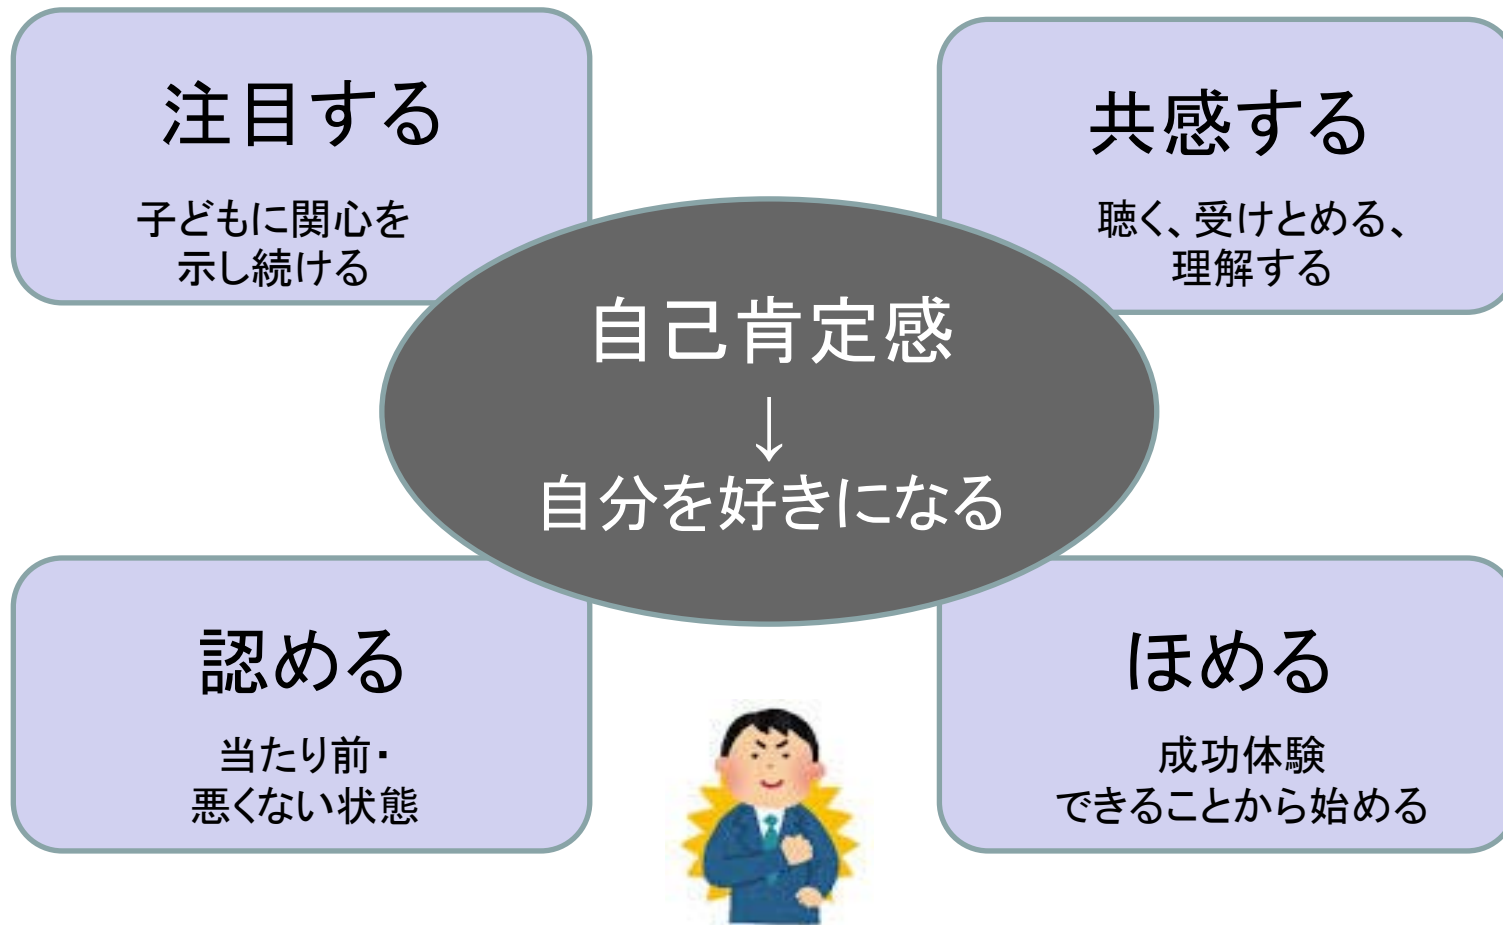 注目する
子どもに関心を
示し続ける
共感する
聴く、受けとめる、
理解する
自己肯定感
↓
自分を好きになる
認める
当たり前・
悪くない状態
ほめる
成功体験
できることから始める